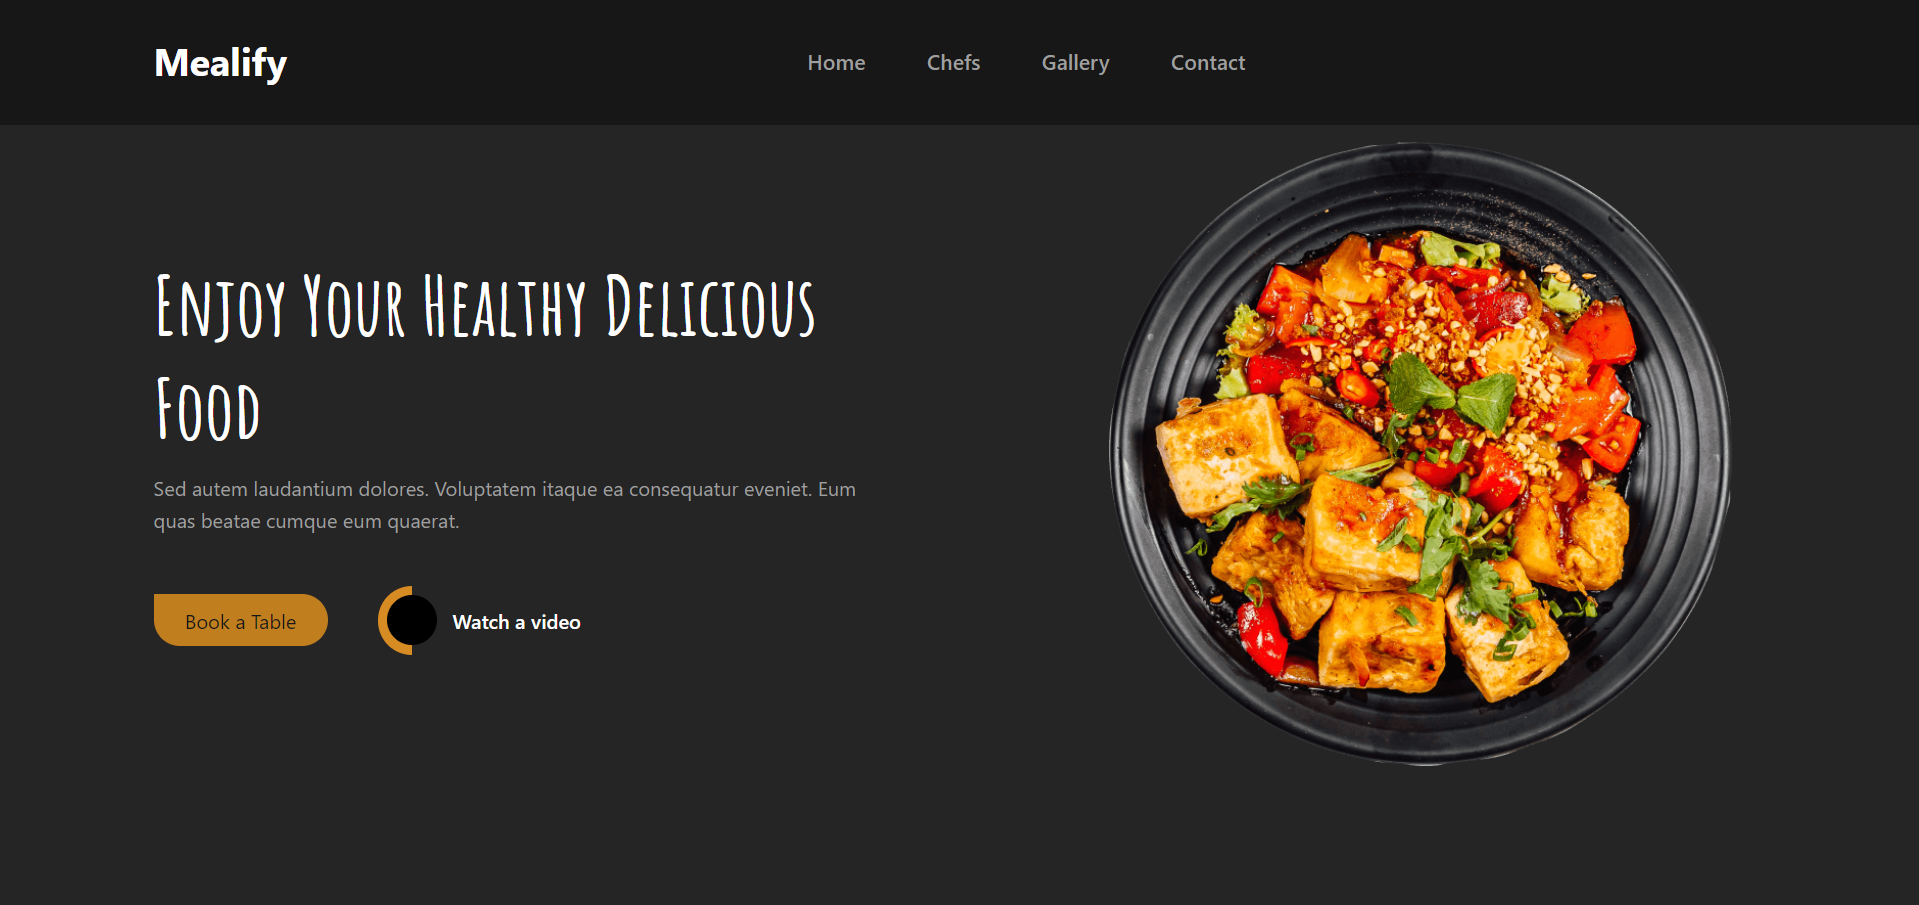 Mealify
Home Chefs Gallery Contact
Enjoy Your Healthy Delicious
Food
Sed autem laudantium dolores. Voluptatem itaque ea consequatur eveniet. Eum
quas beatae cumque eum quaerat.
Book a Table
Watch a video